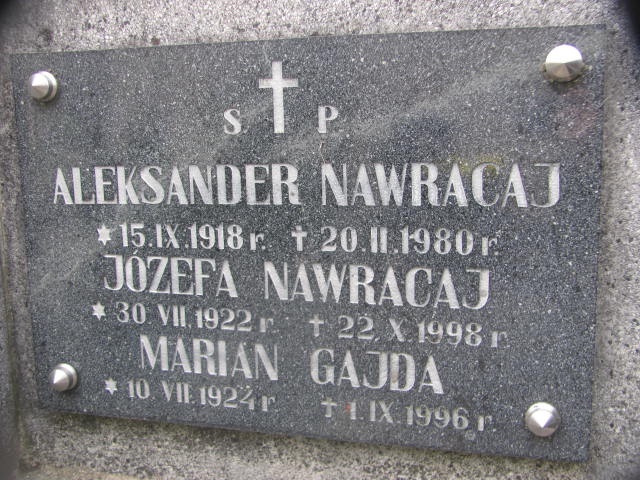 Ś. P.
ALEKSANDER NAWRACAJ
* 15.IX.1918 r. † 20.II.1980 r.
JÓZEFA NAWRACAJ
* 30 VII 1922 r. † 22.X.1998 r.
MARIAN GAJDA
* 10.VII.1924 r. † 1.IX.1996 r.